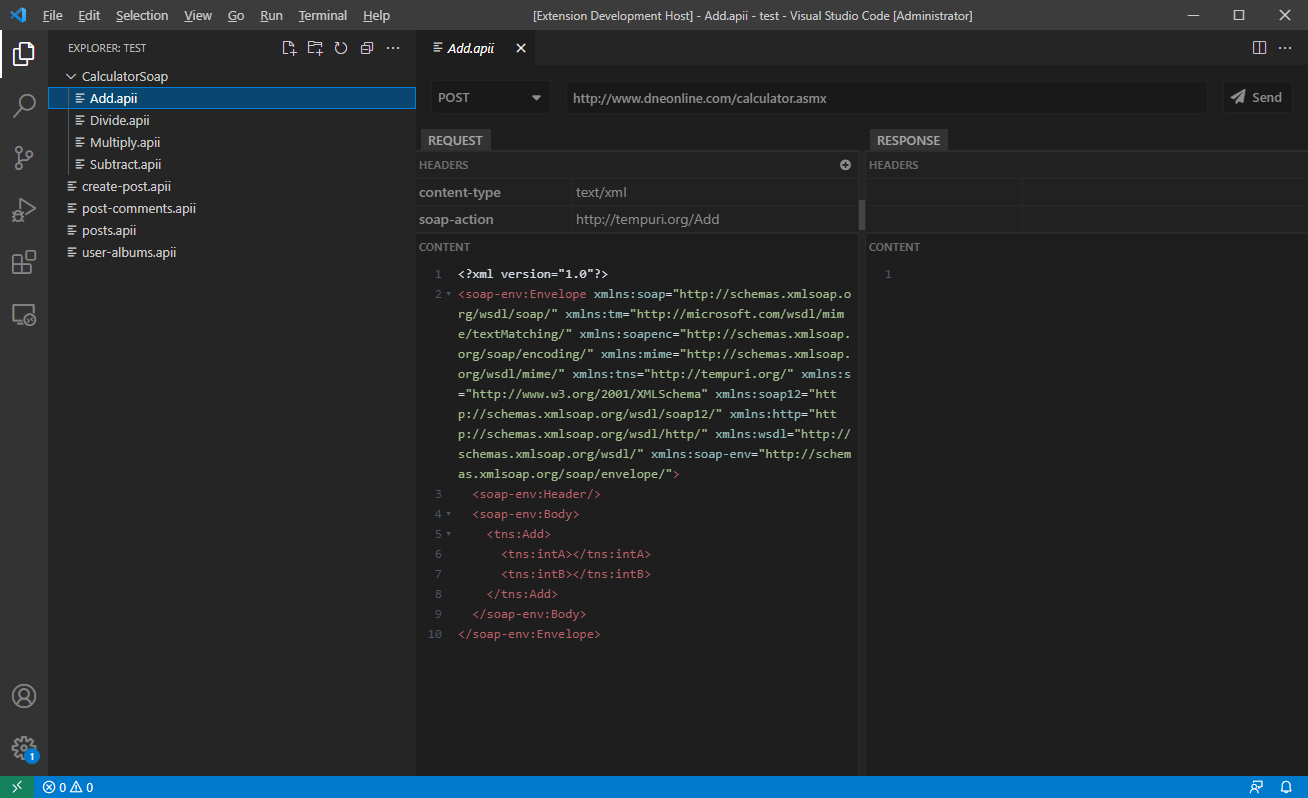 File Edit Selection View Go Run Terminal Help [Extension Development Host] - Add.apii - test - Visual Studio Code [Administrator]
EXPLORER: TEST
CalculatorSoap
Add.apii
Divide.apii
Multiply.apii
Subtract.apii
create-post.apii
post-comments.apii
posts.apii
user-albums.apii
1
Add.apii
POST http://www.dneonline.com/calculator.asmx Send
REQUEST
HEADERS
content-type text/xml
soap-action http://tempuri.org/Add
CONTENT
1 <?xml version="1.0"?>
2 <soap-env:Envelope xmlns:soap="http://schemas.xmlsoap.o
rg/wsdl/soap/" xmlns:tm="http://microsoft.com/wsdl/mim
e/textMatching/" xmlns:soapenc="http://schemas.xmlsoap.
org/soap/encoding/" xmlns:mime="http://schemas.xmlsoap.
org/wsdl/mime/" xmlns:tns="http://tempuri.org/" xmlns:s
="http://www.w3.org/2001/XMLSchema" xmlns:soap12="htt
p://schemas.xmlsoap.org/wsdl/soap12/" xmlns:http="htt
p://schemas.xmlsoap.org/wsdl/http/" xmlns:wsdl="http://
schemas.xmlsoap.org/wsdl/" xmlns:soap-env="http://schem
as.xmlsoap.org/soap/envelope/">
3 <soap-env:Header/>
4 <soap-env:Body>
5 <tns:Add>
6 <tns:intA></tns:intA>
7 <tns:intB></tns:intB>
8 </tns:Add>
9 </soap-env:Body>
10 </soap-env:Envelope>
RESPONSE
HEADERS
CONTENT
1
0 0